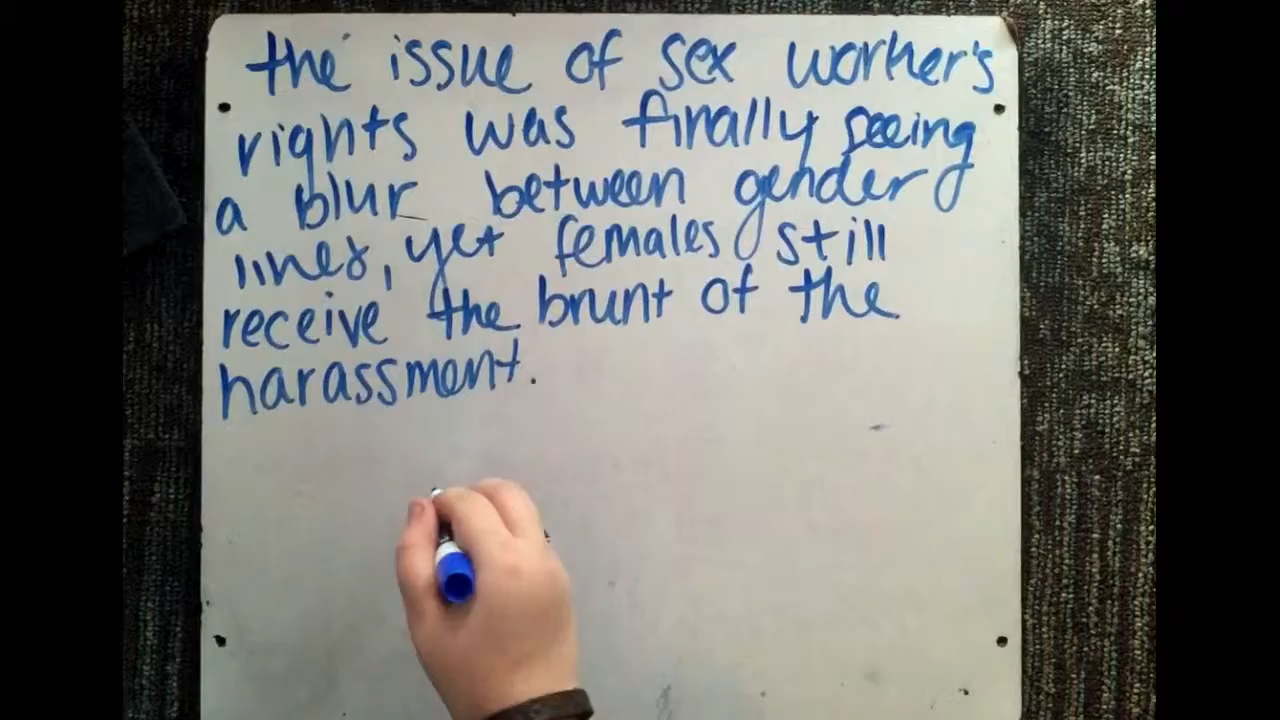 the issue of sex worker's
rights was finally seeing
a blur between gender
lines, yet females still
receive the brunt of the
harassment.